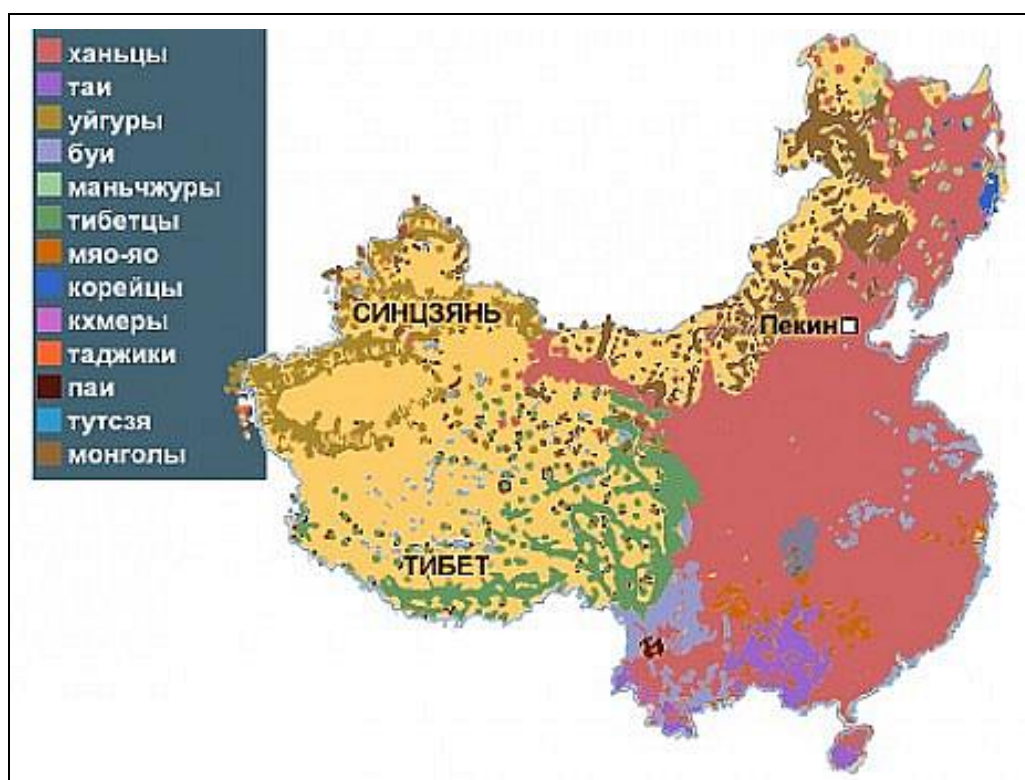 ханьцы
таи
уйгуры
буи
маньчжуры
тибетцы
мяо-яо
корейцы
кхмеры
таджики
паи
тутсзя
монголы
СИНЦЗЯНЬ
Пекин
ТИБЕТ